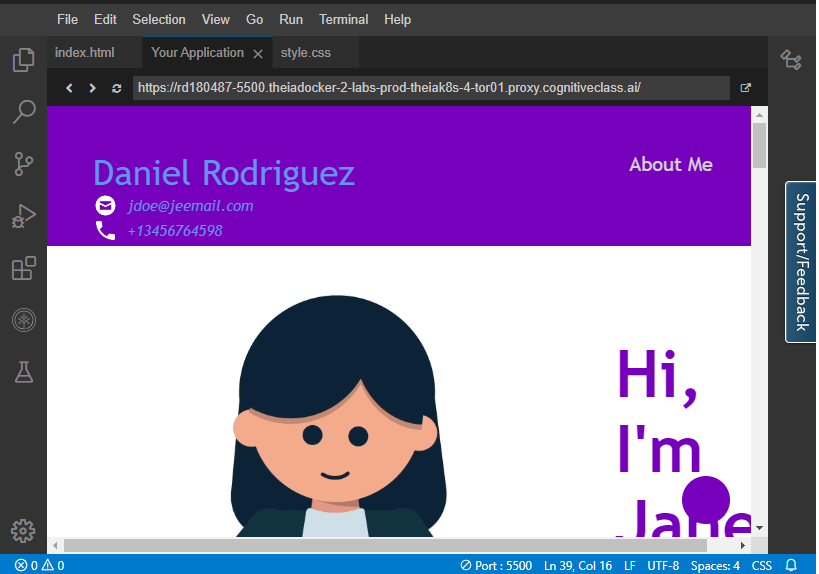 File Edit Selection View Go Run Terminal Help
index.html Your Application style.css
https://rd180487-5500.theiadocker-2-labs-prod-theiak8s-4-tor01.proxy.cognitiveclass.ai/
Daniel Rodriguez
About Me
jdoe@jeemail.com
+13456764598
Support/Feedback
Hi,
I'm
Jane
0 0 Port : 5500 Ln 39, Col 16 LF UTF-8 Spaces: 4 CSS